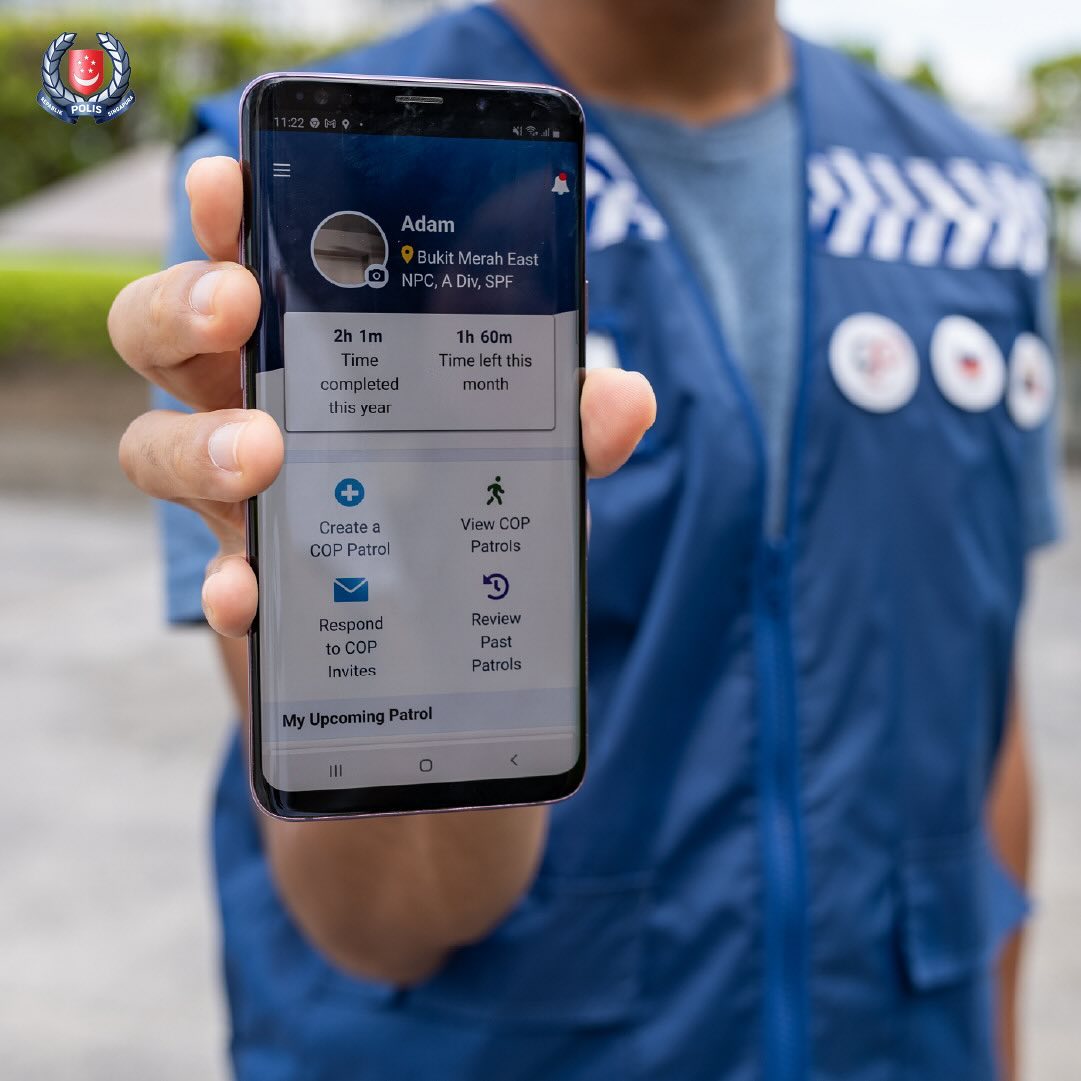 REPUBLIK POLIS SINGAPURA
11:22
Adam
Bukit Merah East
NPC, A Div, SPF
2h 1m
Time
completed
this year
1h 60m
Time left this
month
Create a
COP Patrol
View COP
Patrols
Respond
to COP
Invites
Review
Past
Patrols
My Upcoming Patrol